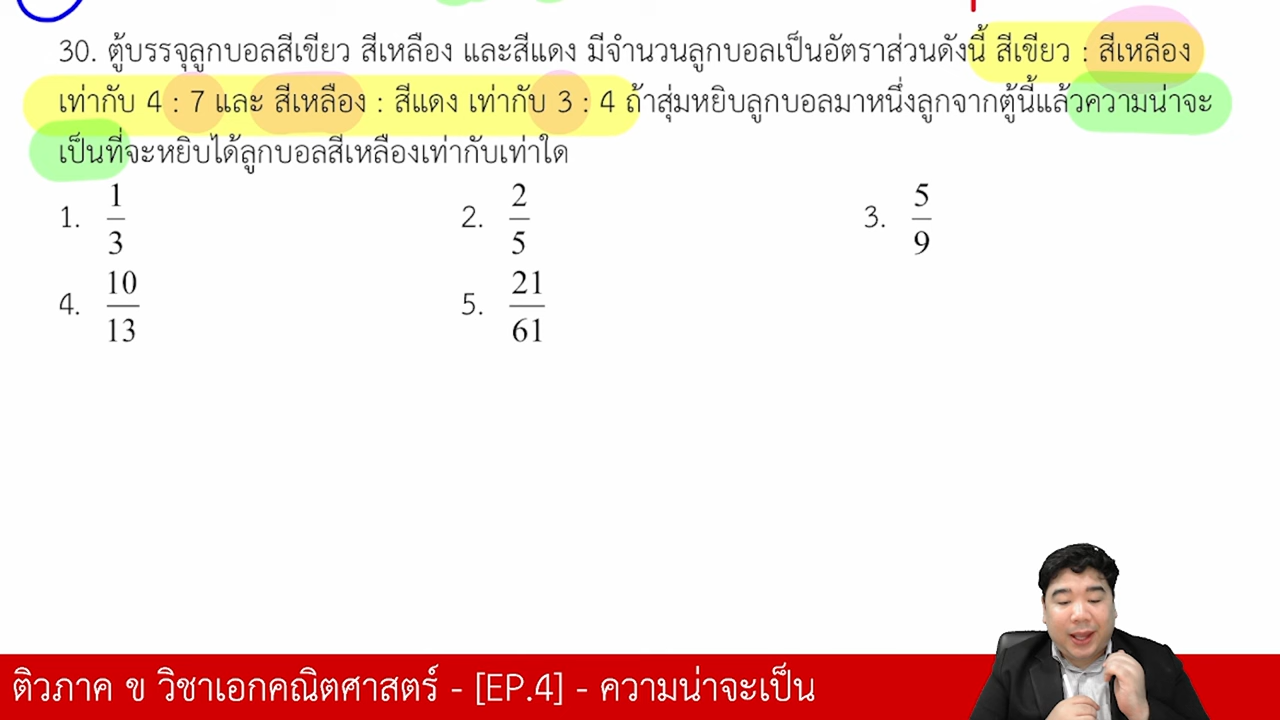 30. ตู้บรรจุลูกบอลสีเขียว สีเหลือง และสีแดง มีจำนวนลูกบอลเป็นอัตราส่วนดังนี้ สีเขียว : สีเหลือง
เท่ากับ 4 : 7 และ สีเหลือง : สีแดง เท่ากับ 3 : 4 ถ้าสุ่มหยิบลูกบอลมาหนึ่งลูกจากตู้นี้แล้วความน่าจะ
เป็นที่จะหยิบได้ลูกบอลสีเหลืองเท่ากับเท่าใด
1. 1/3 2. 2/5 3. 5/9
4. 10/13 5. 21/61
ติวภาค ข วิชาเอกคณิตศาสตร์ - [EP.4] - ความน่าจะเป็น